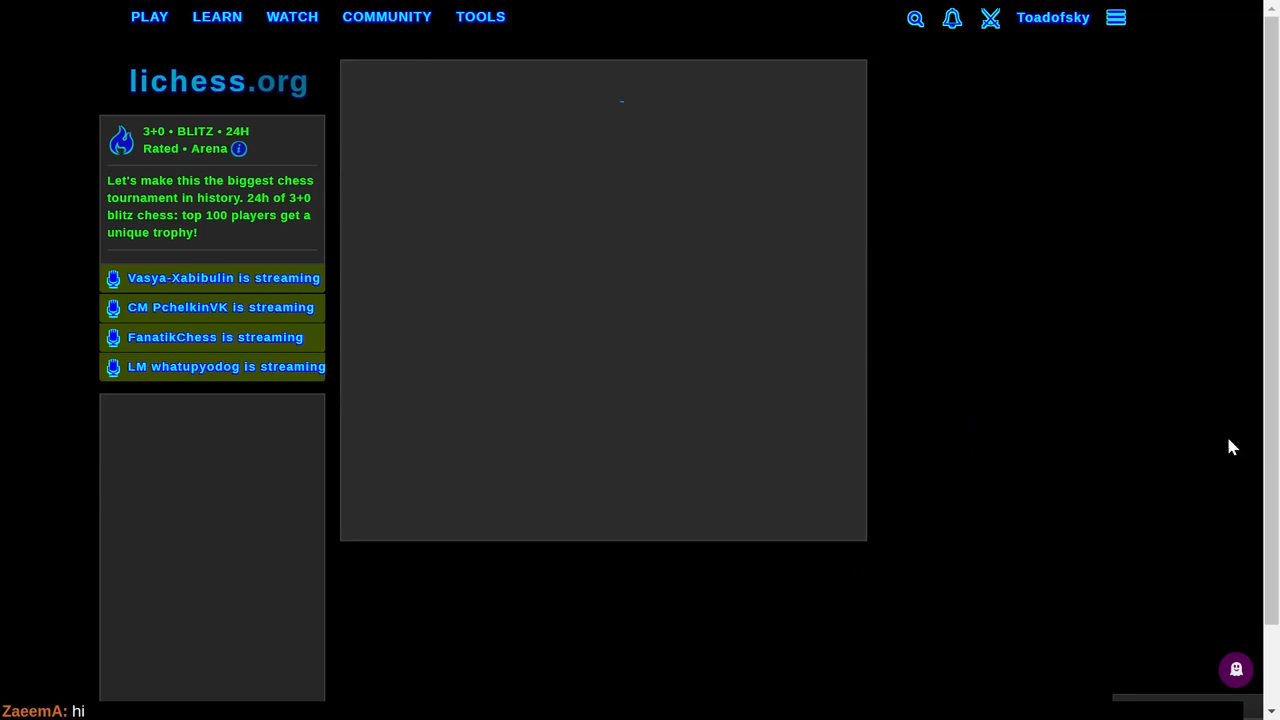 PLAY LEARN WATCH COMMUNITY TOOLS Toadofsky
lichess.org
3+0 • BLITZ • 24H
Rated • Arena i
Let's make this the biggest chess
tournament in history. 24h of 3+0
blitz chess: top 100 players get a
unique trophy!
Vasya-Xabibulin is streaming
CM PchelkinVK is streaming
FanatikChess is streaming
LM whatupyodog is streaming
-
ZaeemA: hi